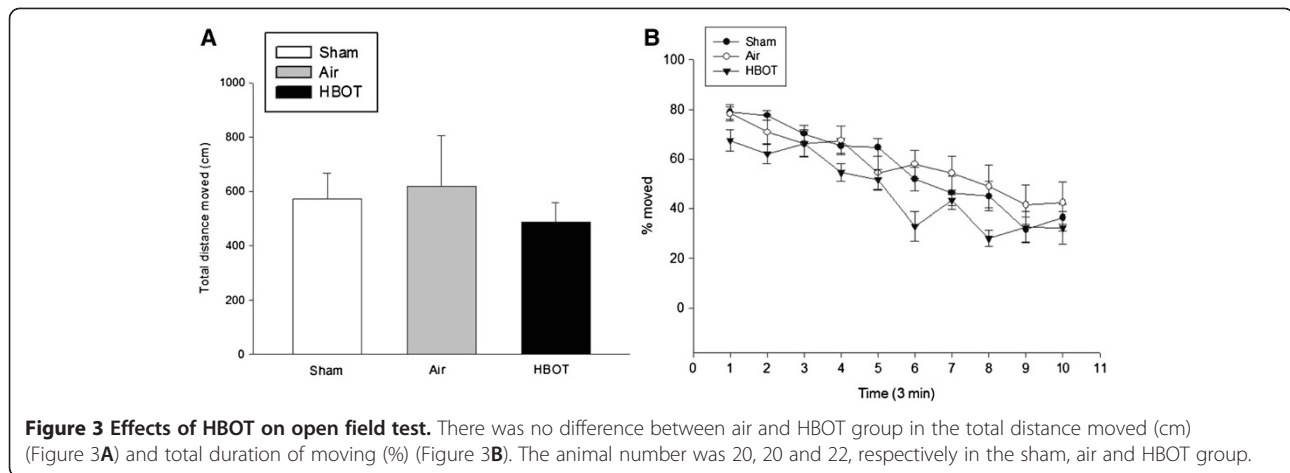 A
Sham
Air
HBOT
Total distance moved (cm)
1000
800
600
400
200
0
Sham Air HBOT
B
Sham
Air
HBOT
% moved
100
80
60
40
20
0
0 1 2 3 4 5 6 7 8 9 10 11
Time (3 min)
Figure 3 Effects of HBOT on open field test. There was no difference between air and HBOT group in the total distance moved (cm)
(Figure 3A) and total duration of moving (%) (Figure 3B). The animal number was 20, 20 and 22, respectively in the sham, air and HBOT group.